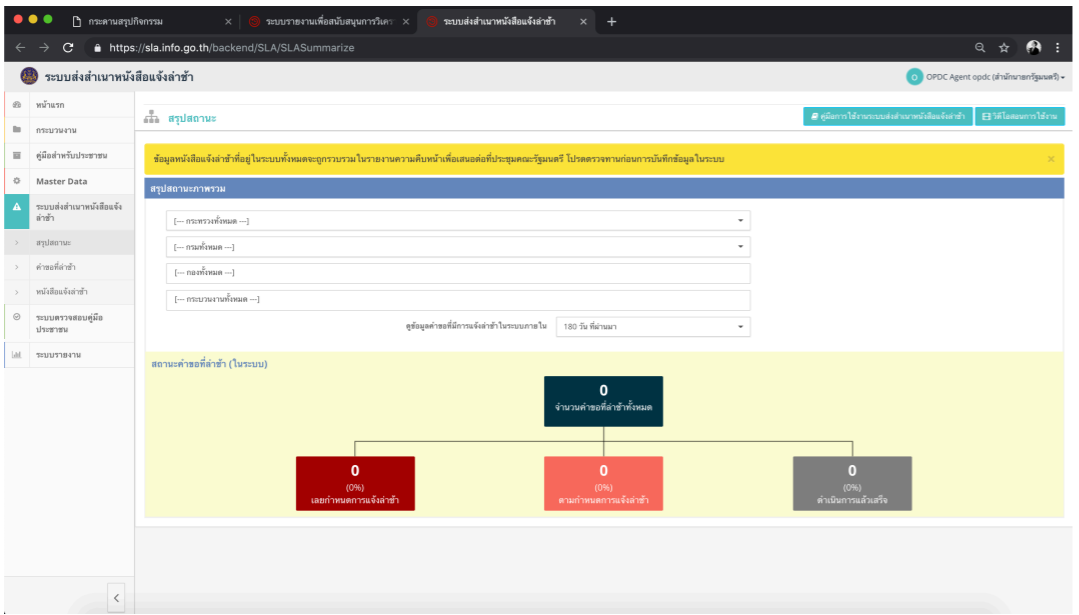 กระดานสรุปกิจกรรม
ระบบรายงานเพื่อสนับสนุนการวิเคร
ระบบส่งสำเนาหนังสือแจ้งล่าช้า
https://sla.info.go.th/backend/SLA/SLASummarize
ระบบส่งสำเนาหนังสือแจ้งล่าช้า
OPDC Agent opdc (สำนักนายกรัฐมนตรี)
หน้าแรก
กระบวนงาน
คู่มือสำหรับประชาชน
Master Data
ระบบส่งสำเนาหนังสือแจ้ง
ล่าช้า
สรุปสถานะ
คำขอที่ล่าช้า
หนังสือแจ้งล่าช้า
ระบบตรวจสอบคู่มือ
ประชาชน
ระบบรายงาน
สรุปสถานะ
คู่มือการใช้งานระบบส่งสำเนาหนังสือแจ้งล่าช้า
วิดีโอสอนการใช้งาน
ข้อมูลหนังสือแจ้งล่าช้าที่อยู่ในระบบทั้งหมดจะถูกรวบรวมในรายงานความคืบหน้าเพื่อเสนอต่อที่ประชุมคณะรัฐมนตรี โปรดตรวจทานก่อนการบันทึกข้อมูลในระบบ
สรุปสถานะภาพรวม
[--- กระทรวงทั้งหมด ---]
[--- กรมทั้งหมด ---]
[--- กองทั้งหมด ---]
[--- กระบวนงานทั้งหมด ---]
ดูข้อมูลคำขอที่มีการแจ้งล่าช้าในระบบภายใน
180 วัน ที่ผ่านมา
สถานะคำขอที่ล่าช้า (ในระบบ)
0
จำนวนคำขอที่ล่าช้าทั้งหมด
0
(0%)
เลยกำหนดการแจ้งล่าช้า
0
(0%)
ตามกำหนดการแจ้งล่าช้า
0
(0%)
ดำเนินการแล้วเสร็จ